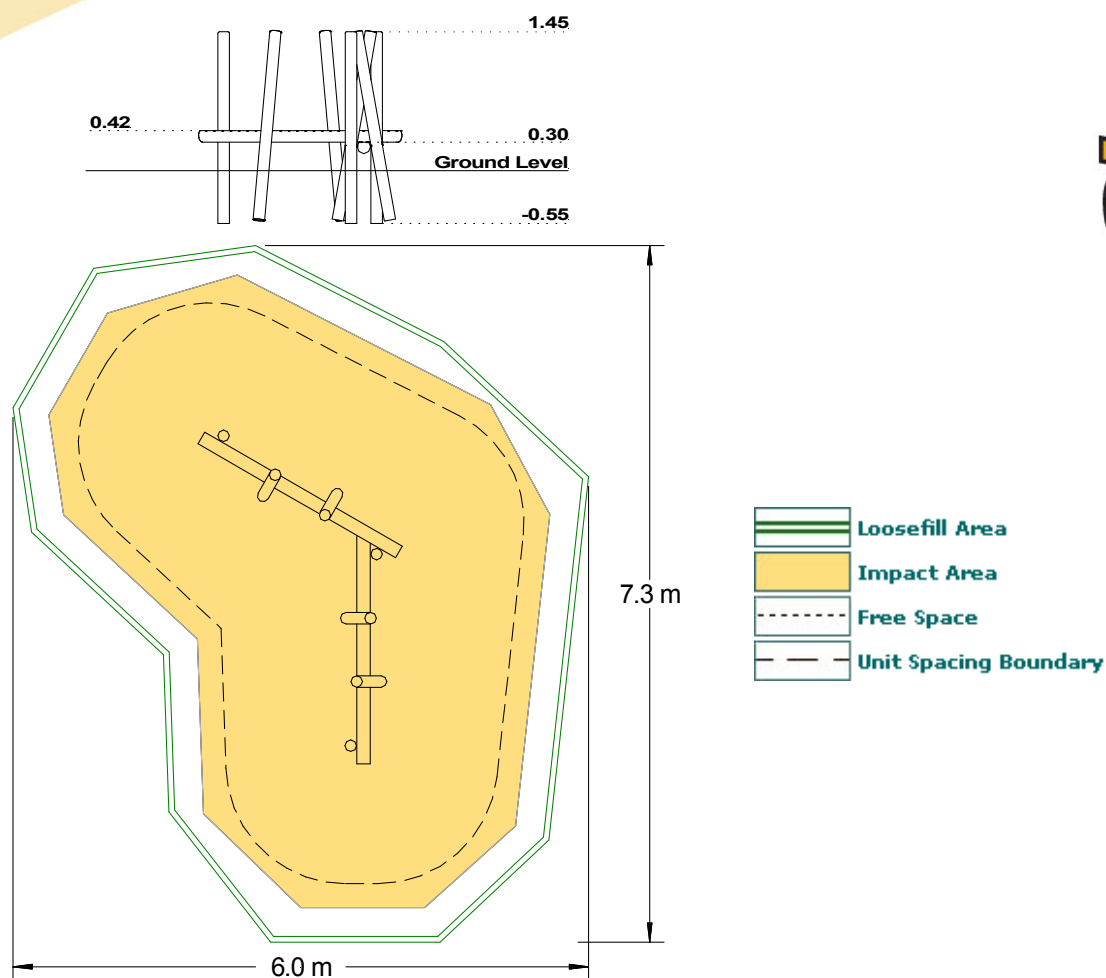 1.45
0.42
0.30
Ground Level
-0.55
7.3 m
6.0 m
Loosefill Area
Impact Area
Free Space
Unit Spacing Boundary